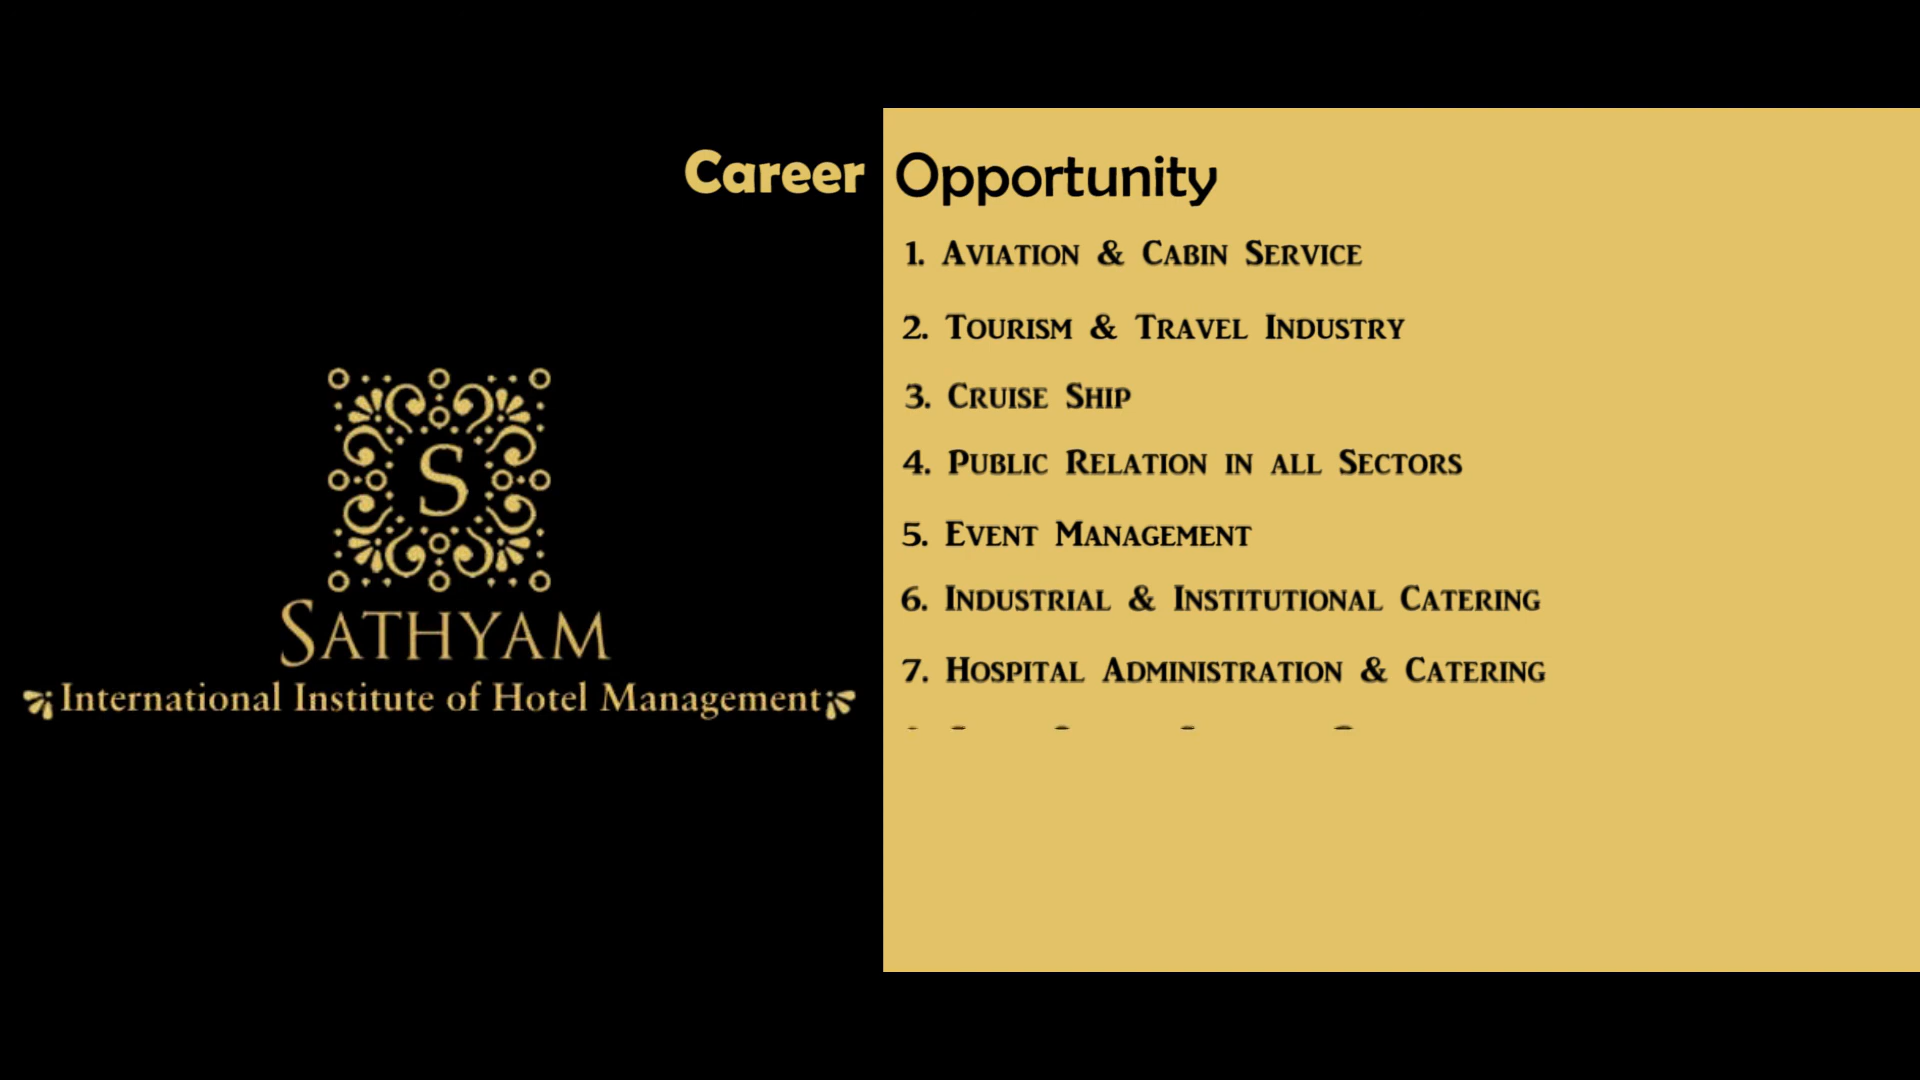 Career Opportunity
1. Aviation & Cabin Service
2. Tourism & Travel Industry
3. Cruise Ship
4. Public Relation in all Sectors
5. Event Management
6. Industrial & Institutional Catering
7. Hospital Administration & Catering
S
Sathyam
International Institute of Hotel Management